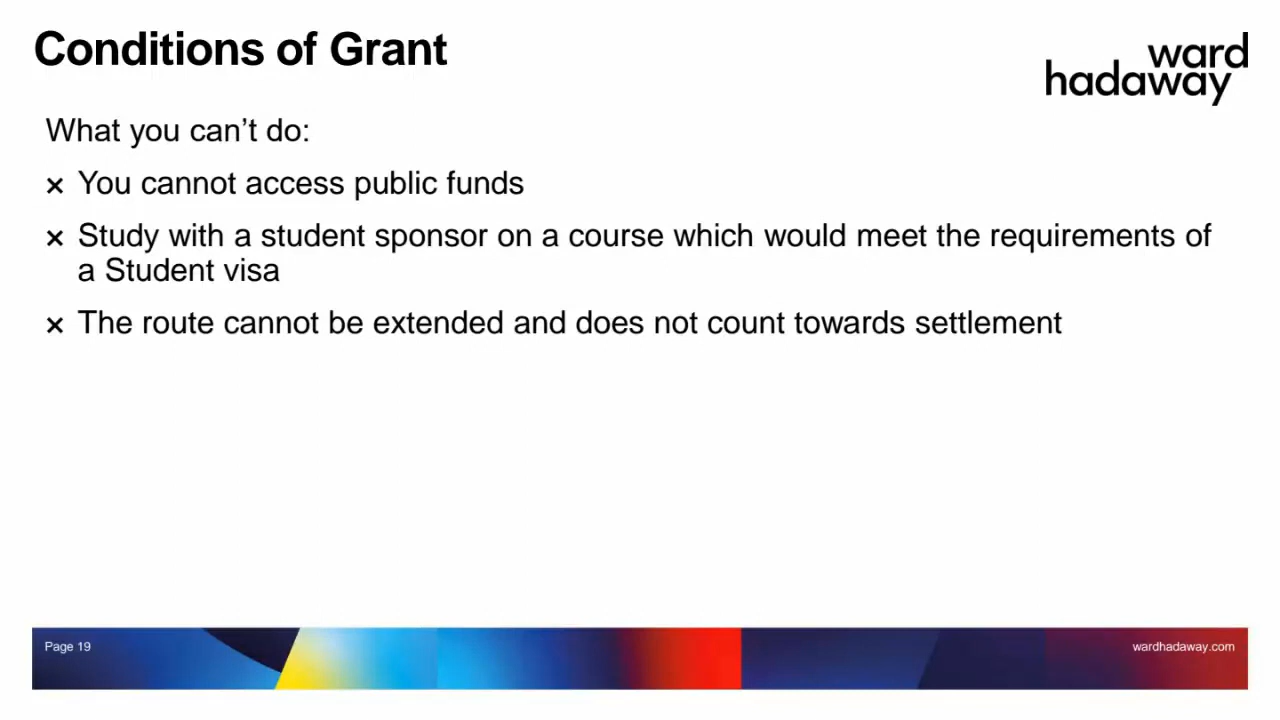 Conditions of Grant
ward
hadaway
What you can’t do:
× You cannot access public funds
× Study with a student sponsor on a course which would meet the requirements of
a Student visa
× The route cannot be extended and does not count towards settlement
Page 19
wardhadaway.com